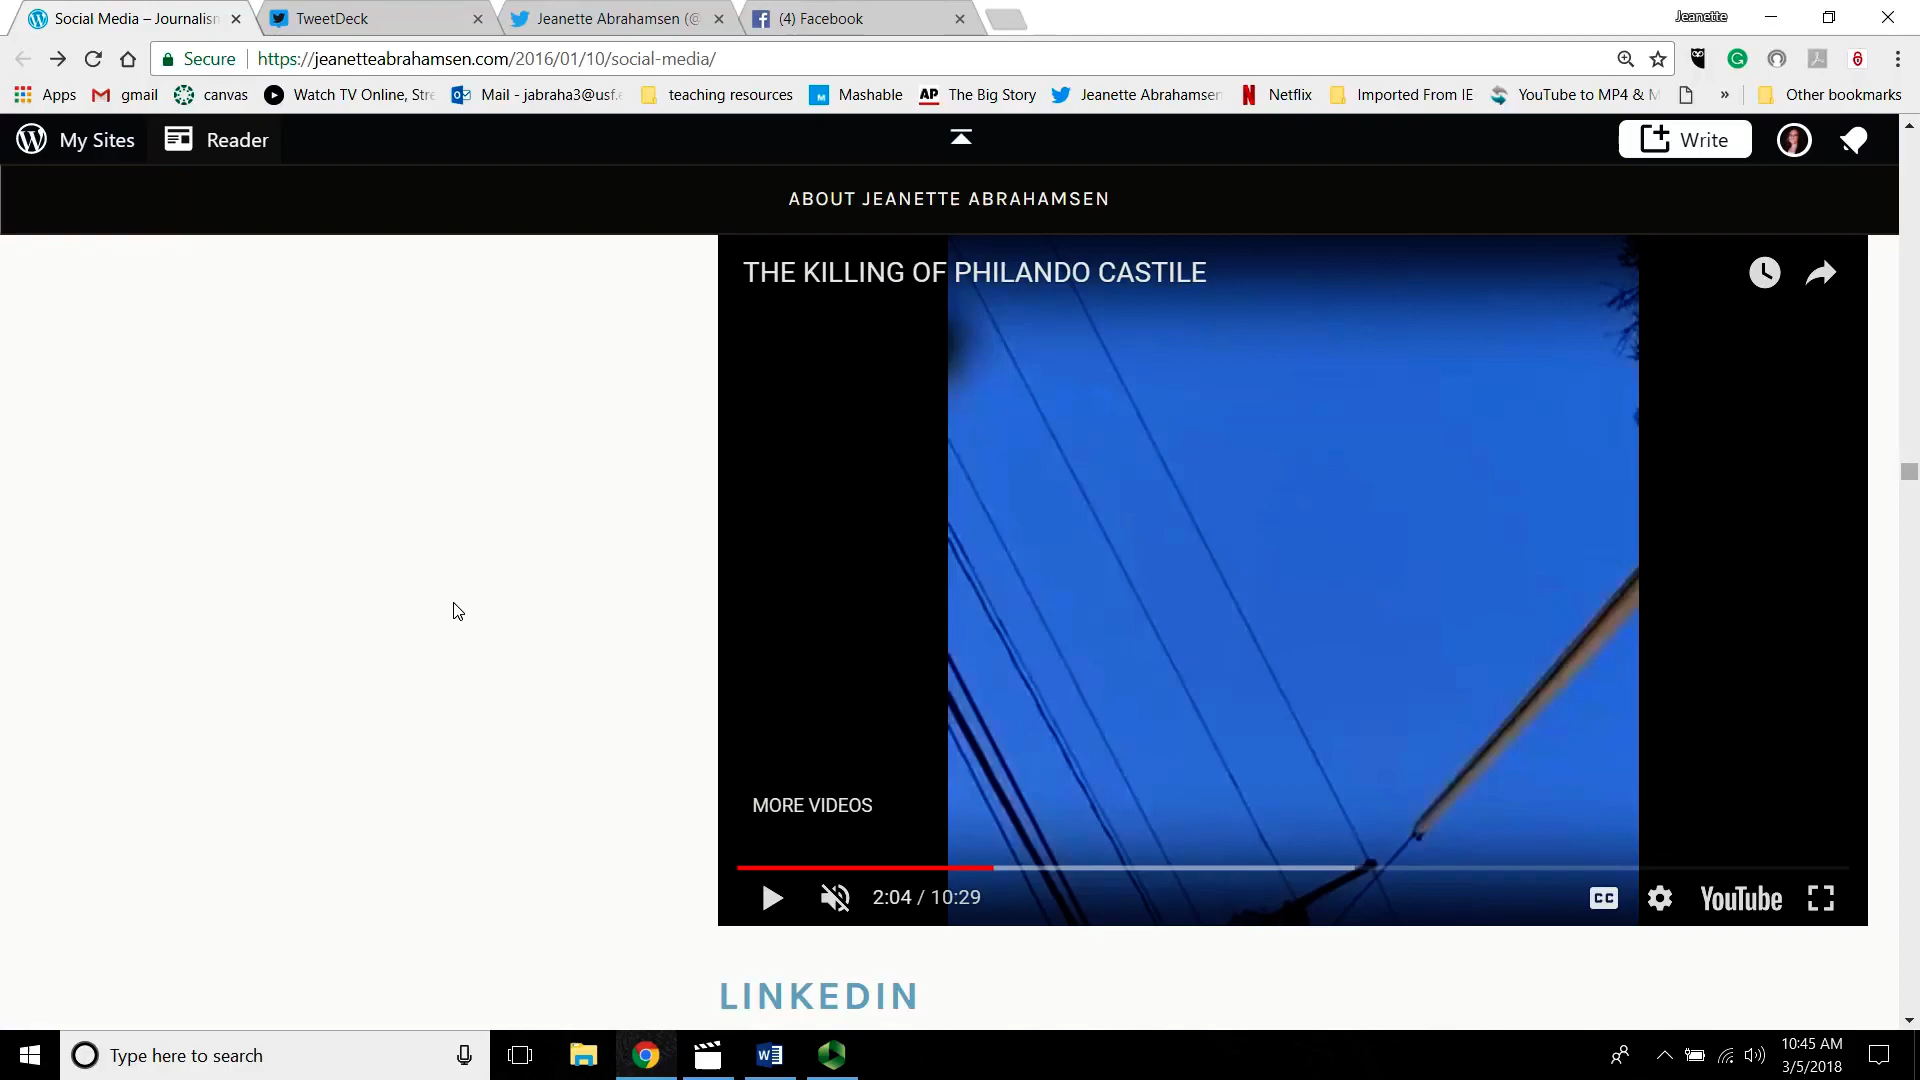 Social Media – Journalism
TweetDeck
Jeanette Abrahamsen (@
(4) Facebook
Jeanette
Secure
https://jeanetteabrahamsen.com/2016/01/10/social-media/
Apps
gmail
canvas
Watch TV Online, Stre
Mail - jabraha3@usf.e
teaching resources
Mashable
AP
The Big Story
Jeanette Abrahamsen
Netflix
Imported From IE
YouTube to MP4 & M
»
Other bookmarks
My Sites
Reader
Write
ABOUT JEANETTE ABRAHAMSEN
THE KILLING OF PHILANDO CASTILE
MORE VIDEOS
2:04 / 10:29
CC
YouTube
LINKEDIN
Type here to search
10:45 AM
3/5/2018